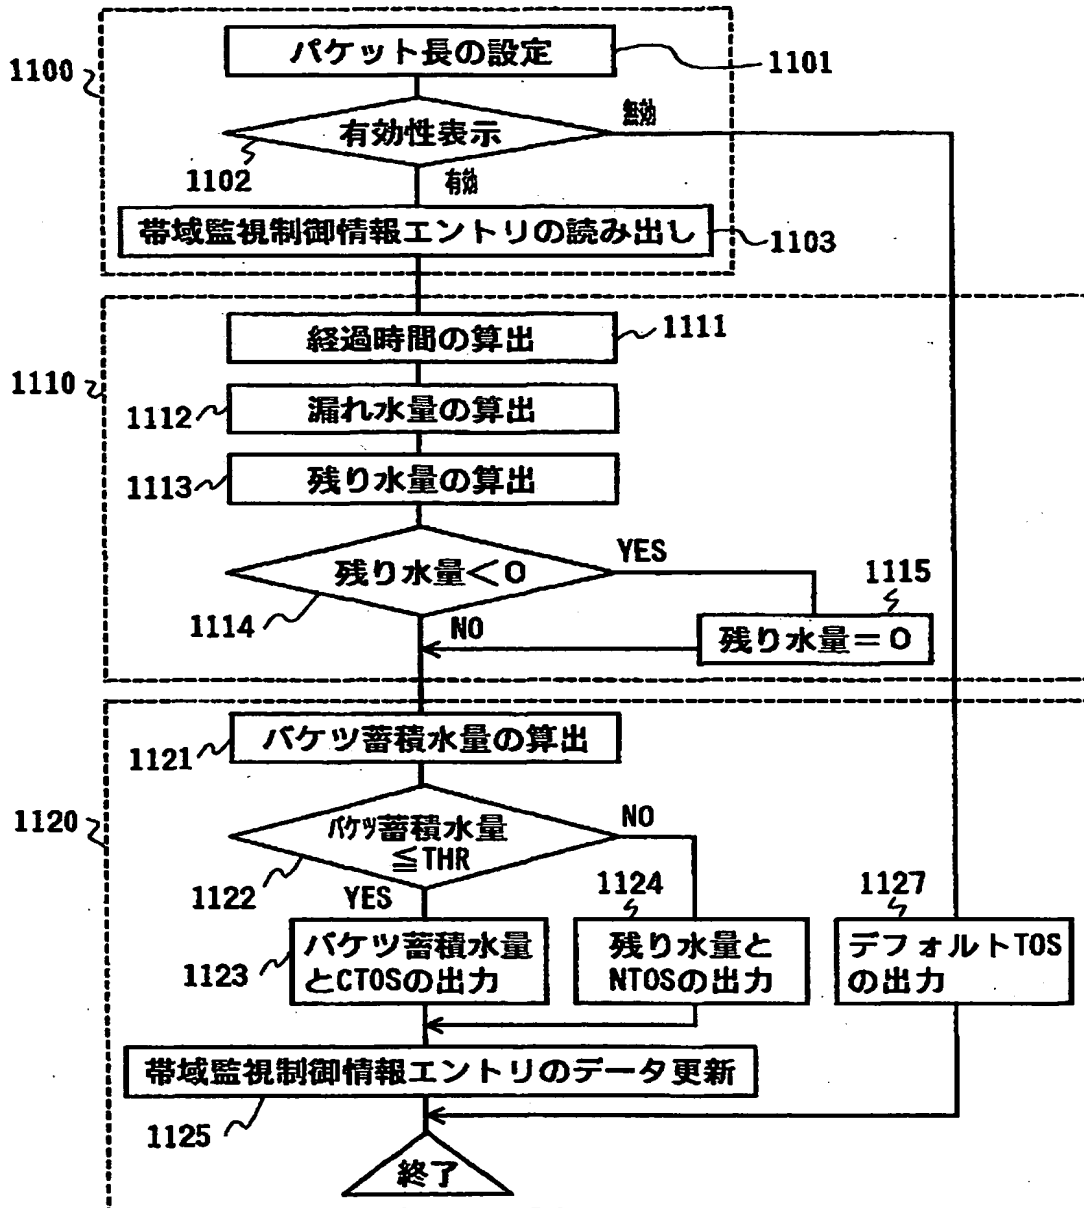 パケット長の設定
1100
1101
無効
有効性表示
1102
有効
帯域監視制御情報エントリの読み出し
1103
経過時間の算出
1111
1110
漏れ水量の算出
1112
残り水量の算出
1113
YES
残り水量<0
1115
1114
NO
残り水量=0
バケツ蓄積水量の算出
1121
1120
NO
バケツ蓄積水量
≦THR
1122
YES
1124
1127
バケツ蓄積水量
とCTOSの出力
1123
残り水量と
NTOSの出力
デフォルトTOS
の出力
帯域監視制御情報エントリのデータ更新
1125
終了